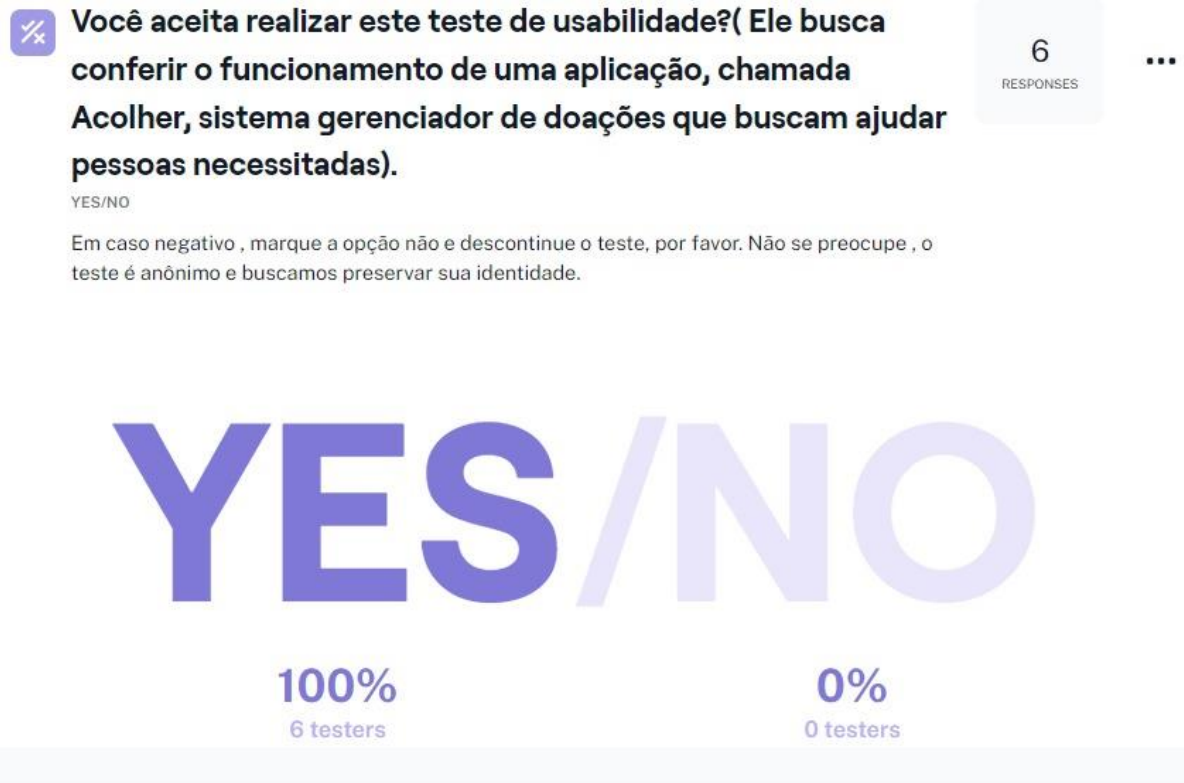 Você aceita realizar este teste de usabilidade?( Ele busca
conferir o funcionamento de uma aplicação, chamada
Acolher, sistema gerenciador de doações que buscam ajudar
pessoas necessitadas).
6
RESPONSES
YES/NO
Em caso negativo , marque a opção não e descontinue o teste, por favor. Não se preocupe , o
teste é anônimo e buscamos preservar sua identidade.
YES/NO
100%
6 testers
0%
0 testers